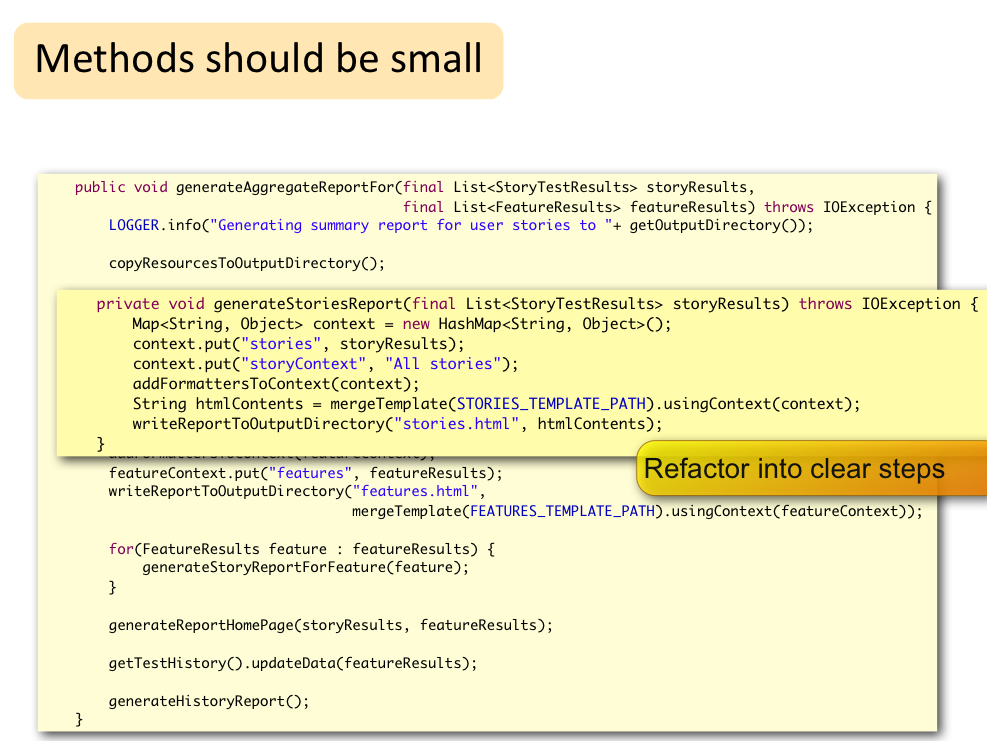 Methods should be small
public void generateAggregateReportFor(final List<StoryTestResults> storyResults,
final List<FeatureResults> featureResults) throws IOException {
LOGGER.info("Generating summary report for user stories to "+ getOutputDirectory());
copyResourcesToOutputDirectory();
private void generateStoriesReport(final List<StoryTestResults> storyResults) throws IOException {
Map<String, Object> context = new HashMap<String, Object>();
context.put("stories", storyResults);
context.put("storyContext", "All stories");
addFormattersToContext(context);
String htmlContents = mergeTemplate(STORIES_TEMPLATE_PATH).usingContext(context);
writeReportToOutputDirectory("stories.html", htmlContents);
}
Refactor into clear steps
featureContext.put("features", featureResults);
writeReportToOutputDirectory("features.html",
mergeTemplate(FEATURES_TEMPLATE_PATH).usingContext(featureContext));
for(FeatureResults feature : featureResults) {
generateStoryReportForFeature(feature);
}
generateReportHomePage(storyResults, featureResults);
getTestHistory().updateData(featureResults);
generateHistoryReport();
}